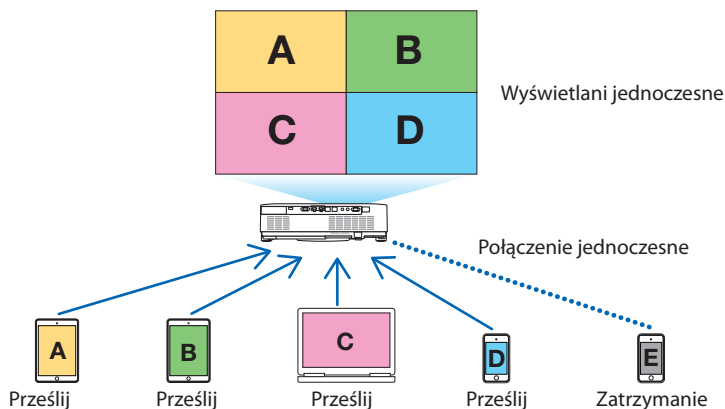 A B
Wyświetlani jednoczesne
C D
Połączenie jednoczesne
A B C D E
Prześlij Prześlij Prześlij Prześlij Zatrzymanie